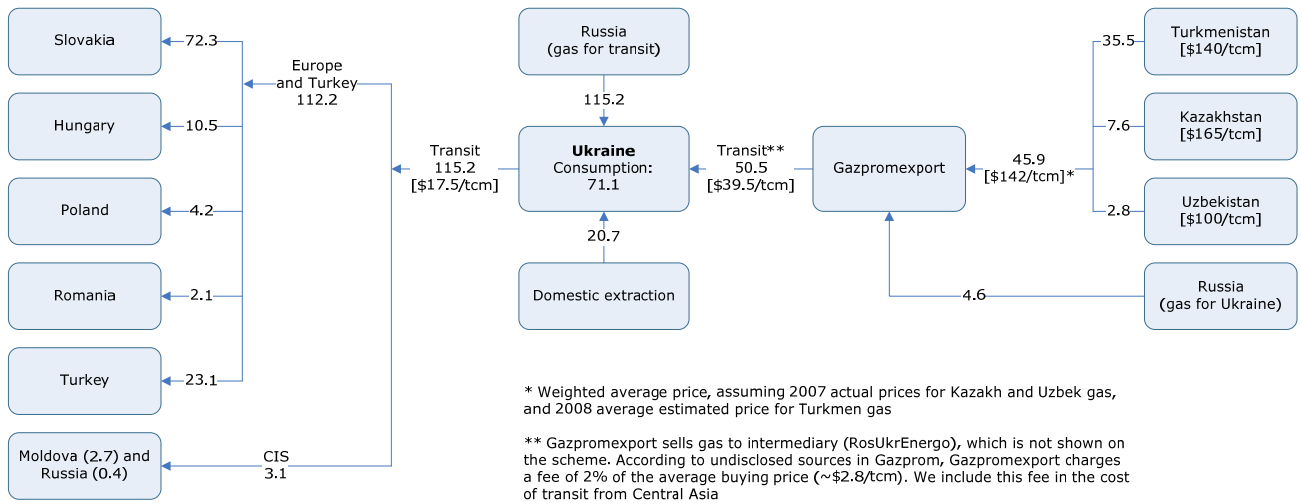 Slovakia
72.3
Hungary
10.5
Poland
4.2
Romania
2.1
Turkey
23.1
Moldova (2.7) and
Russia (0.4)
Europe
and Turkey
112.2
CIS
3.1
Transit
115.2
[$17.5/tcm]
Russia
(gas for transit)
115.2
Ukraine
Consumption:
71.1
20.7
Domestic extraction
Transit**
50.5
[$39.5/tcm]
Gazpromexport
45.9
[$142/tcm]*
35.5
Turkmenistan
[$140/tcm]
7.6
Kazakhstan
[$165/tcm]
2.8
Uzbekistan
[$100/tcm]
4.6
Russia
(gas for Ukraine)
* Weighted average price, assuming 2007 actual prices for Kazakh and Uzbek gas,
and 2008 average estimated price for Turkmen gas
** Gazpromexport sells gas to intermediary (RosUkrEnergo), which is not shown on
the scheme. According to undisclosed sources in Gazprom, Gazpromexport charges
a fee of 2% of the average buying price (~$2.8/tcm). We include this fee in the cost
of transit from Central Asia